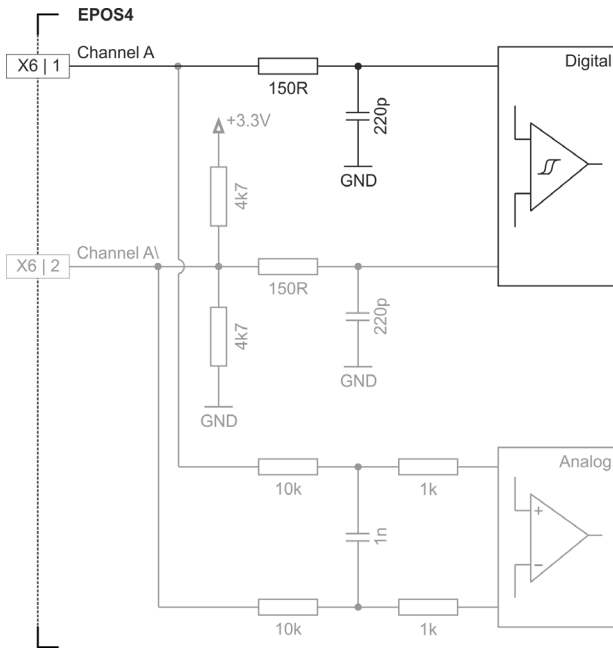 EPOS4
Channel A
X6 | 1
Digital
150R
220p
+3.3V
GND
4k7
Channel A\
X6 | 2
150R
220p
4k7
GND
GND
Analog
10k
1k
+
1n
−
10k
1k